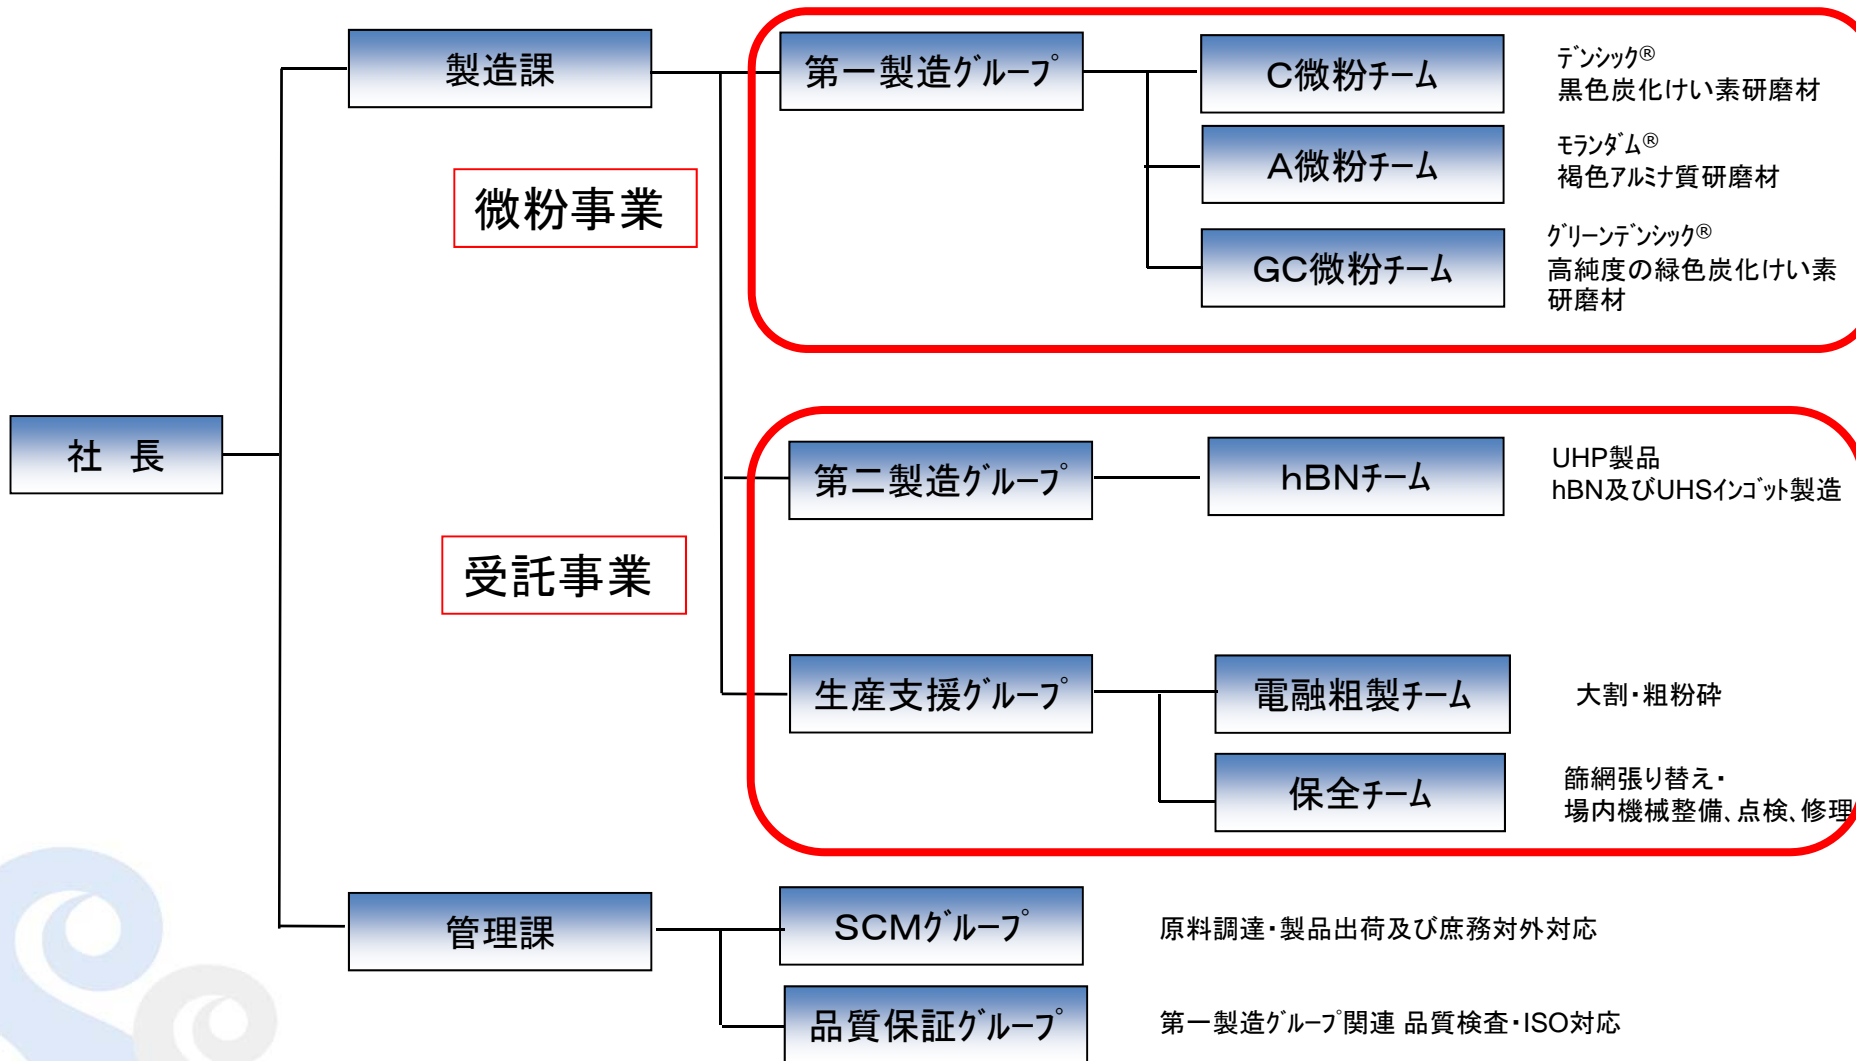 製造課
第一製造ｸﾞﾙｰﾌﾟ
C微粉ﾁｰﾑ
ﾃﾞﾝｼｯｸ®
黒色炭化けい素研磨材
A微粉ﾁｰﾑ
ﾓﾗﾝﾀﾞﾑ®
褐色ｱﾙﾐﾅ質研磨材
微粉事業
GC微粉ﾁｰﾑ
ｸﾞﾘｰﾝﾃﾞﾝｼｯｸ®
高純度の緑色炭化けい素
研磨材
社　長
第二製造ｸﾞﾙｰﾌﾟ
hBNﾁｰﾑ
UHP製品
hBN及びUHSｲﾝｺﾞｯﾄ製造
受託事業
生産支援ｸﾞﾙｰﾌﾟ
電融粗製ﾁｰﾑ
大割・粗粉砕
保全ﾁｰﾑ
篩網張り替え・
場内機械整備、点検、修理
管理課
SCMｸﾞﾙｰﾌﾟ
原料調達・製品出荷及び庶務対外対応
品質保証ｸﾞﾙｰﾌﾟ
第一製造ｸﾞﾙｰﾌﾟ関連 品質検査・ISO対応